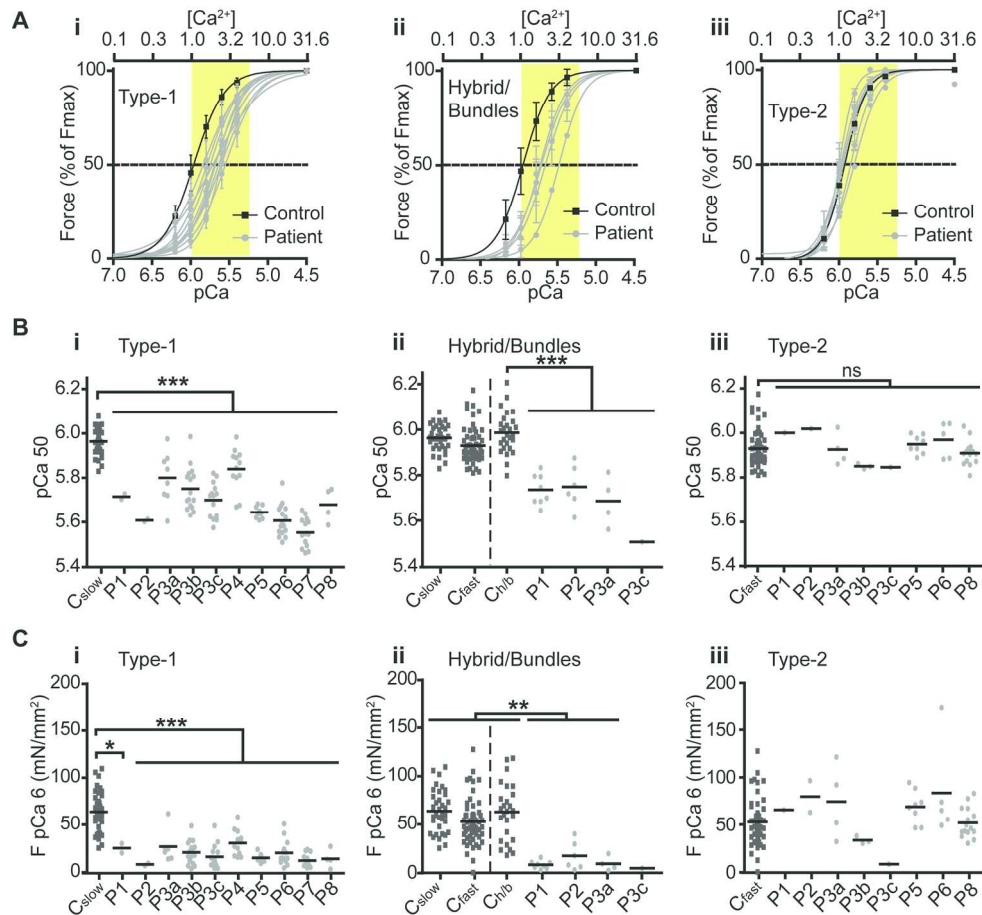 A
i
[Ca2+]
0.1 0.3 1.0 3.2 10.0 31.6
Type-1
Force (% of Fmax)
100
50
0
Control
Patient
7.0 6.0 5.5 5.0 4.5
pCa
ii
[Ca2+]
0.1 0.3 1.0 3.2 10.0 31.6
Hybrid/
Bundles
Force (% of Fmax)
100
50
0
Control
Patient
7.0 6.0 5.5 5.0 4.5
pCa
iii
[Ca2+]
0.1 0.3 1.0 3.2 10.0 31.6
Type-2
Force (% of Fmax)
100
50
0
Control
Patient
7.0 6.0 5.5 5.0 4.5
pCa
B
i
Type-1
***
pCa 50
6.2
6.0
5.8
5.6
5.4
Cslow P1 P2 P3a P3b P3c P4 P5 P6 P7 P8
ii
Hybrid/Bundles
***
pCa 50
6.2
6.0
5.8
5.6
5.4
Cslow Cfast Ch/b P1 P2 P3a P3c
iii
Type-2
ns
pCa 50
6.2
6.0
5.8
5.6
5.4
Cfast P1 P2 P3a P3b P3c P5 P6 P8
C
i
Type-1
***
*
F pCa 6 (mN/mm²)
200
150
100
50
0
Cslow P1 P2 P3a P3b P3c P4 P5 P6 P7 P8
ii
Hybrid/Bundles
**
F pCa 6 (mN/mm²)
200
150
100
50
0
Cslow Cfast Ch/b P1 P2 P3a P3c
iii
Type-2
F pCa 6 (mN/mm²)
200
150
100
50
0
Cfast P1 P2 P3a P3b P3c P5 P6 P8